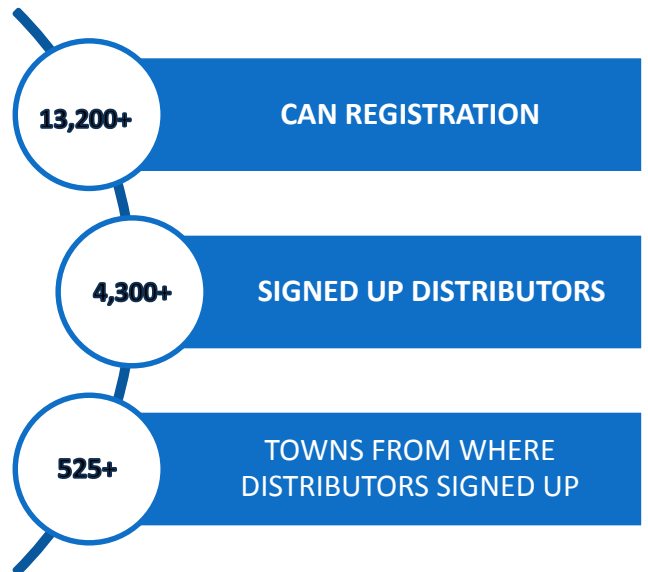 13,200+
CAN REGISTRATION
4,300+
SIGNED UP DISTRIBUTORS
525+
TOWNS FROM WHERE
DISTRIBUTORS SIGNED UP